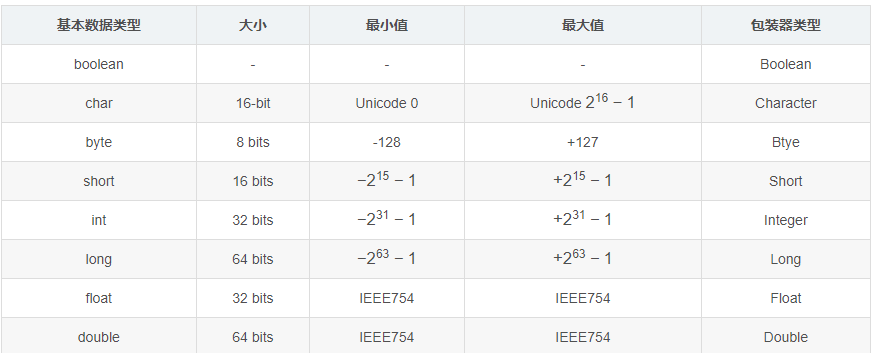 基本数据类型 大小 最小值 最大值 包装器类型
boolean - - - Boolean
char 16-bit Unicode 0 Unicode 2^16 − 1 Character
byte 8 bits -128 +127 Btye
short 16 bits −2^15 − 1 +2^15 − 1 Short
int 32 bits −2^31 − 1 +2^31 − 1 Integer
long 64 bits −2^63 − 1 +2^63 − 1 Long
float 32 bits IEEE754 IEEE754 Float
double 64 bits IEEE754 IEEE754 Double